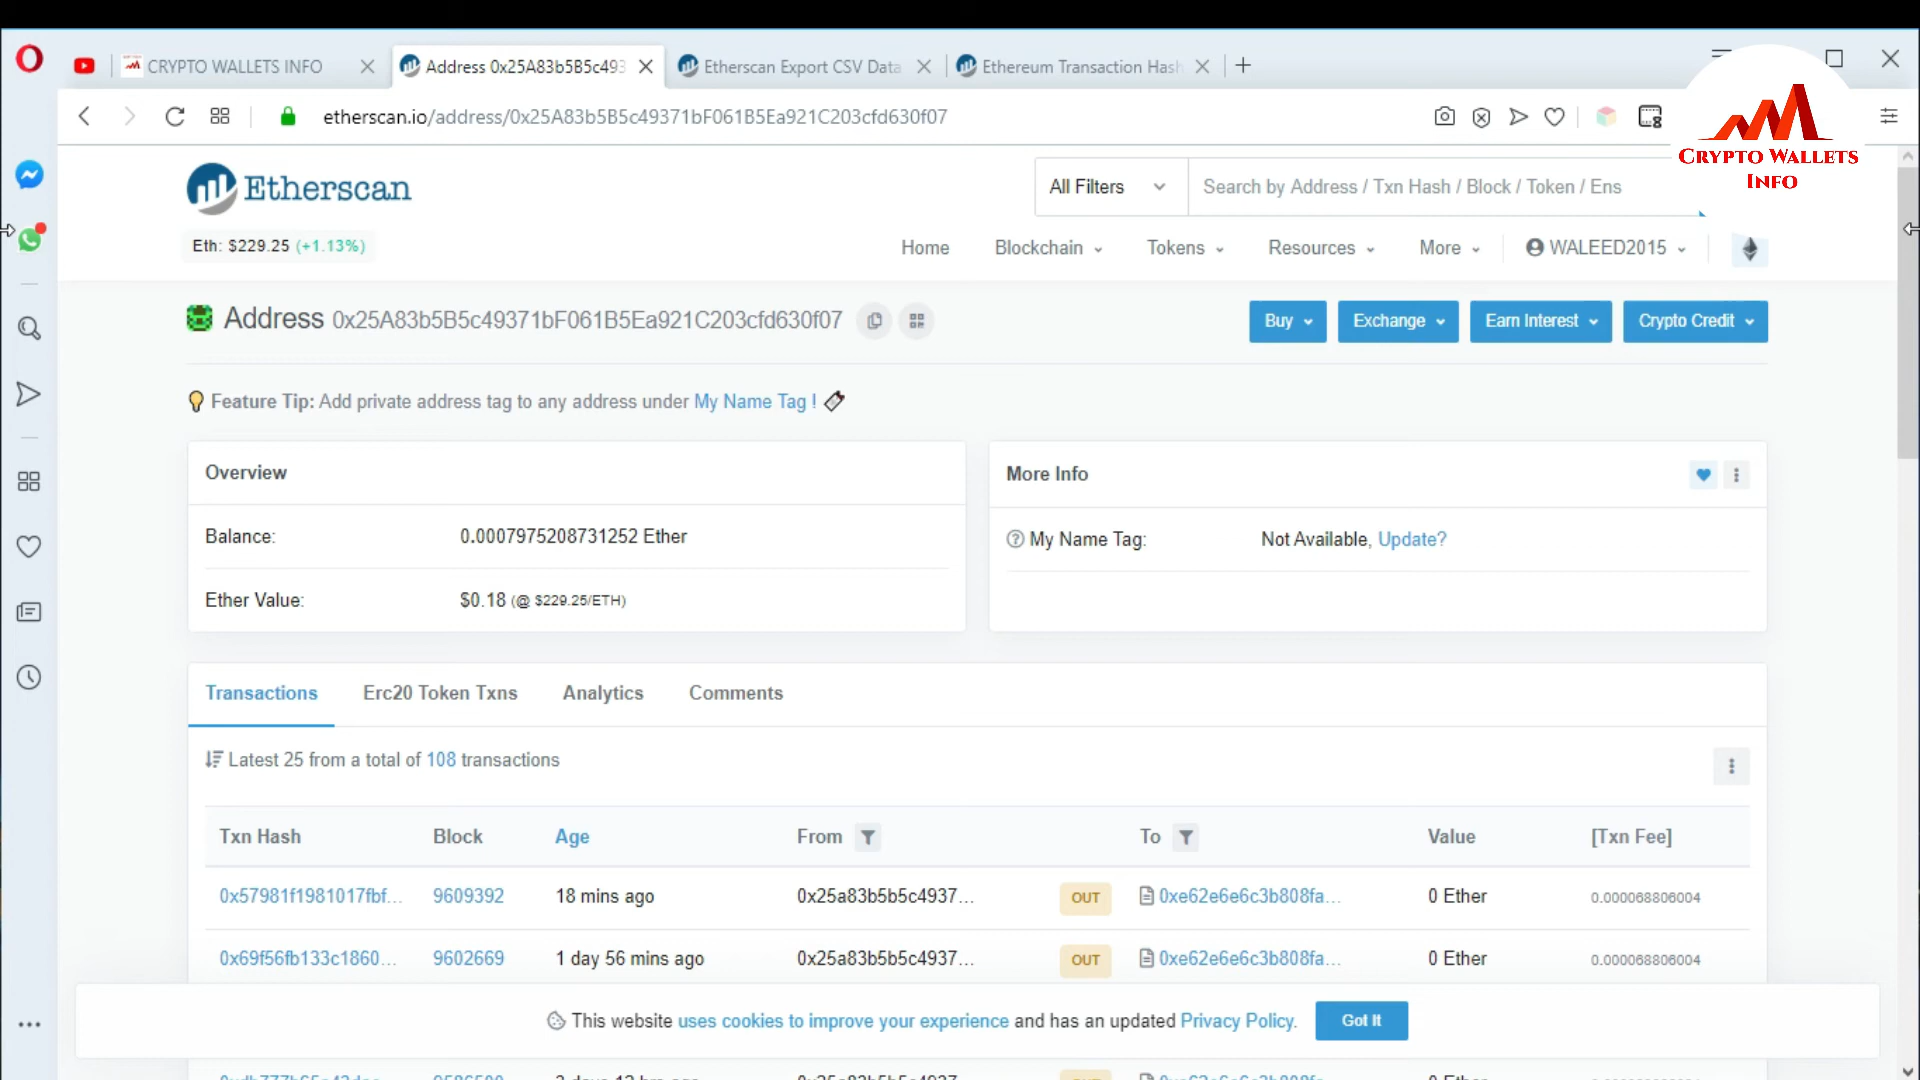 CRYPTO WALLETS INFO
Address 0x25A83b5B5c493
Etherscan Export CSV Data
Ethereum Transaction Hash
etherscan.io/address/0x25A83b5B5c49371bF061B5Ea921C203cfd630f07
CRYPTO WALLETS
INFO
Etherscan
All Filters
Search by Address / Txn Hash / Block / Token / Ens
Eth: $229.25 (+1.13%)
Home Blockchain Tokens Resources More WALEED2015
Address 0x25A83b5B5c49371bF061B5Ea921C203cfd630f07
Buy Exchange Earn Interest Crypto Credit
Feature Tip: Add private address tag to any address under My Name Tag !
Overview
Balance: 0.0007975208731252 Ether
Ether Value: $0.18 (@ $229.25/ETH)
More Info
My Name Tag: Not Available, Update?
Transactions Erc20 Token Txns Analytics Comments
Latest 25 from a total of 108 transactions
Txn Hash Block Age From To Value [Txn Fee]
0x57981f1981017fbf... 9609392 18 mins ago 0x25a83b5b5c4937... OUT 0xe62e6e6c3b808fa... 0 Ether 0.000068806004
0x69f56fb133c1860... 9602669 1 day 56 mins ago 0x25a83b5b5c4937... OUT 0xe62e6e6c3b808fa... 0 Ether 0.000068806004
This website uses cookies to improve your experience and has an updated Privacy Policy.
Got It